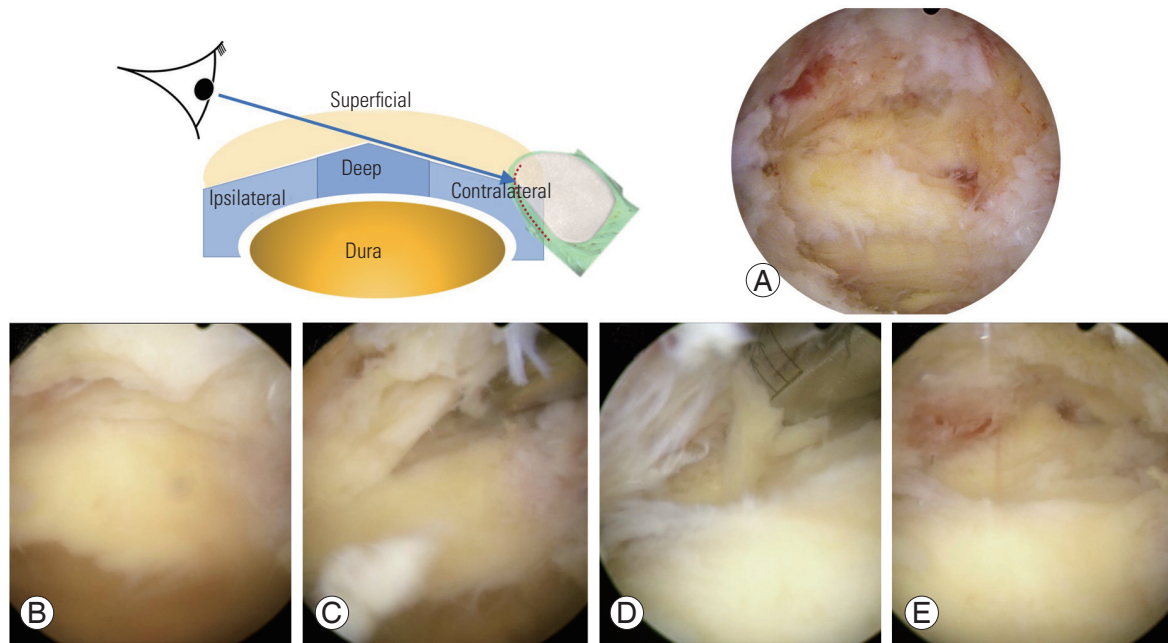 Superficial
Deep
Ipsilateral
Contralateral
Dura
A
B
C
D
E